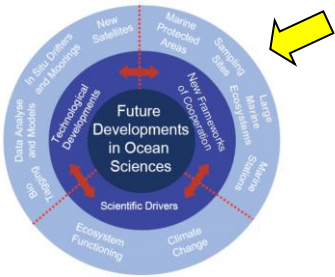 Future
Developments
in Ocean
Sciences
Technological
Developments
New Frameworks
of Cooperation
Scientific Drivers
New
Satellites
In Situ Drifters
and Moorings
Data Analyse
and Models
Bio
Tagging
Marine
Protected
Areas
Sampling
Sites
Large
Marine
Ecosystems
Marine
Stations
Ecosystem
Functioning
Climate
Change